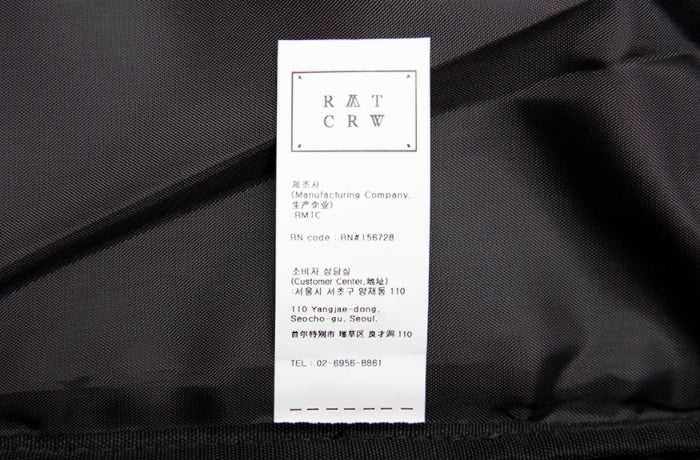 RMT
CRW
제조사
(Manufacturing Company,
生产企业)
:RMTC
RN code : RN#156728
소비자 상담실
(Customer Center,地址)
:서울시 서초구 양재동 110
110 Yangjae-dong,
Seocho-gu, Seoul.
首尔特别市 瑞草区 良才洞 110
TEL : 02-6956-8861